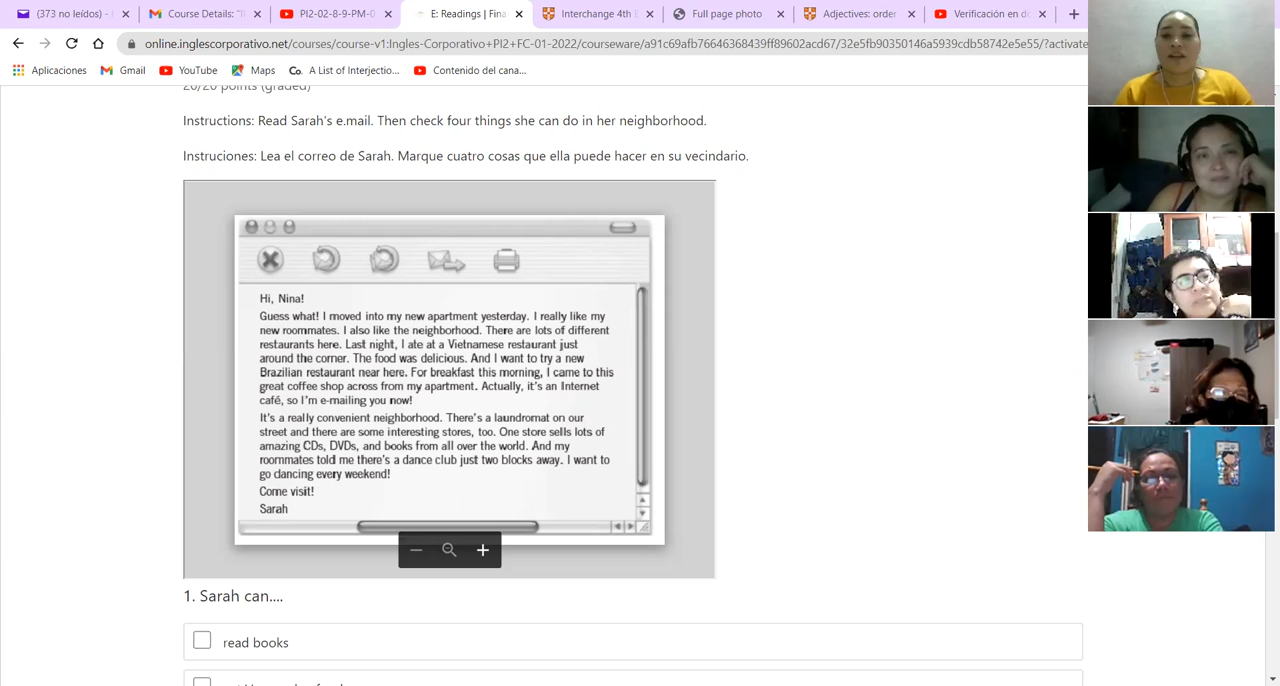 (373 no leídos) -
Course Details: "R
PI2-02-8-9-PM-0
E: Readings | Fina
Interchange 4th E
Full page photo
Adjectives: order
Verificación en do
online.inglescorporativo.net/courses/course-v1:Ingles-Corporativo+PI2+FC-01-2022/courseware/a91c69afb76646368439ff89602acd67/32e5fb90350146a5939cdb58742e5e55/?activate
Aplicaciones
Gmail
YouTube
Maps
Co. A List of Interjectio...
Contenido del cana...
20/20 points (graded)
Instructions: Read Sarah's e.mail. Then check four things she can do in her neighborhood.
Instruciones: Lea el correo de Sarah. Marque cuatro cosas que ella puede hacer en su vecindario.
Hi, Nina!
Guess what! I moved into my new apartment yesterday. I really like my
new roommates. I also like the neighborhood. There are lots of different
restaurants here. Last night, I ate at a Vietnamese restaurant just
around the corner. The food was delicious. And I want to try a new
Brazilian restaurant near here. For breakfast this morning, I came to this
great coffee shop across from my apartment. Actually, it's an Internet
café, so I'm e-mailing you now!
It's a really convenient neighborhood. There's a laundromat on our
street and there are some interesting stores, too. One store sells lots of
amazing CDs, DVDs, and books from all over the world. And my
roommates told me there's a dance club just two blocks away. I want to
go dancing every weekend!
Come visit!
Sarah
1. Sarah can....
read books